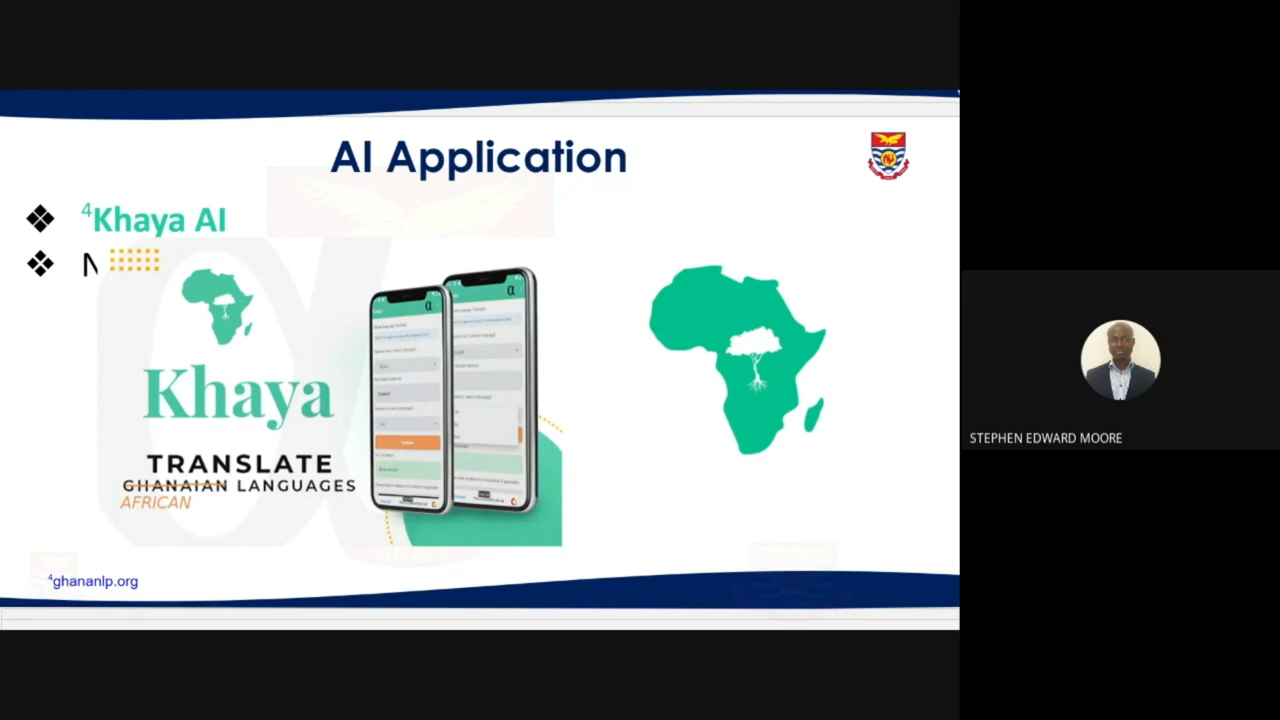 AI Application
❖ ⁴Khaya AI
❖ N
Khaya
TRANSLATE
GHANAIAN LANGUAGES
AFRICAN
α
α
⁴ghananlp.org
STEPHEN EDWARD MOORE